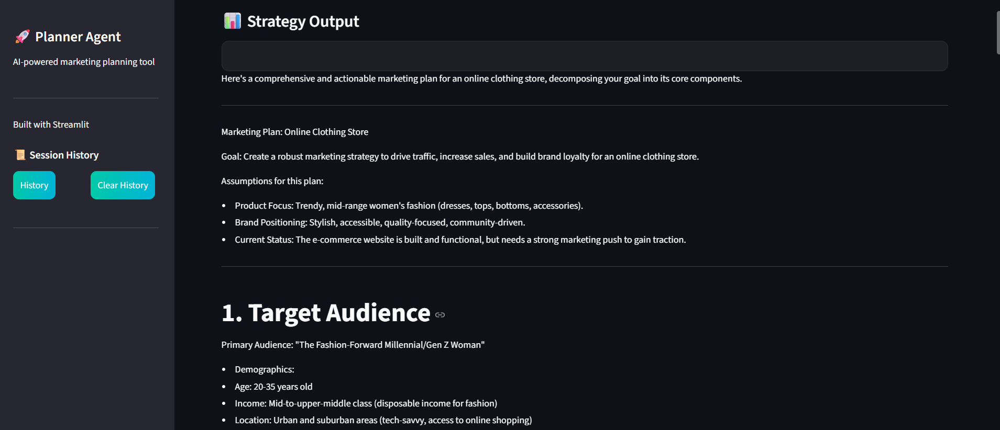 Planner Agent
AI-powered marketing planning tool
Built with Streamlit
Session History
History
Clear History
Strategy Output
Here's a comprehensive and actionable marketing plan for an online clothing store, decomposing your goal into its core components.
Marketing Plan: Online Clothing Store
Goal: Create a robust marketing strategy to drive traffic, increase sales, and build brand loyalty for an online clothing store.
Assumptions for this plan:
• Product Focus: Trendy, mid-range women's fashion (dresses, tops, bottoms, accessories).
• Brand Positioning: Stylish, accessible, quality-focused, community-driven.
• Current Status: The e-commerce website is built and functional, but needs a strong marketing push to gain traction.
1. Target Audience
Primary Audience: "The Fashion-Forward Millennial/Gen Z Woman"
• Demographics:
• Age: 20-35 years old
• Income: Mid-to-upper-middle class (disposable income for fashion)
• Location: Urban and suburban areas (tech-savvy, access to online shopping)